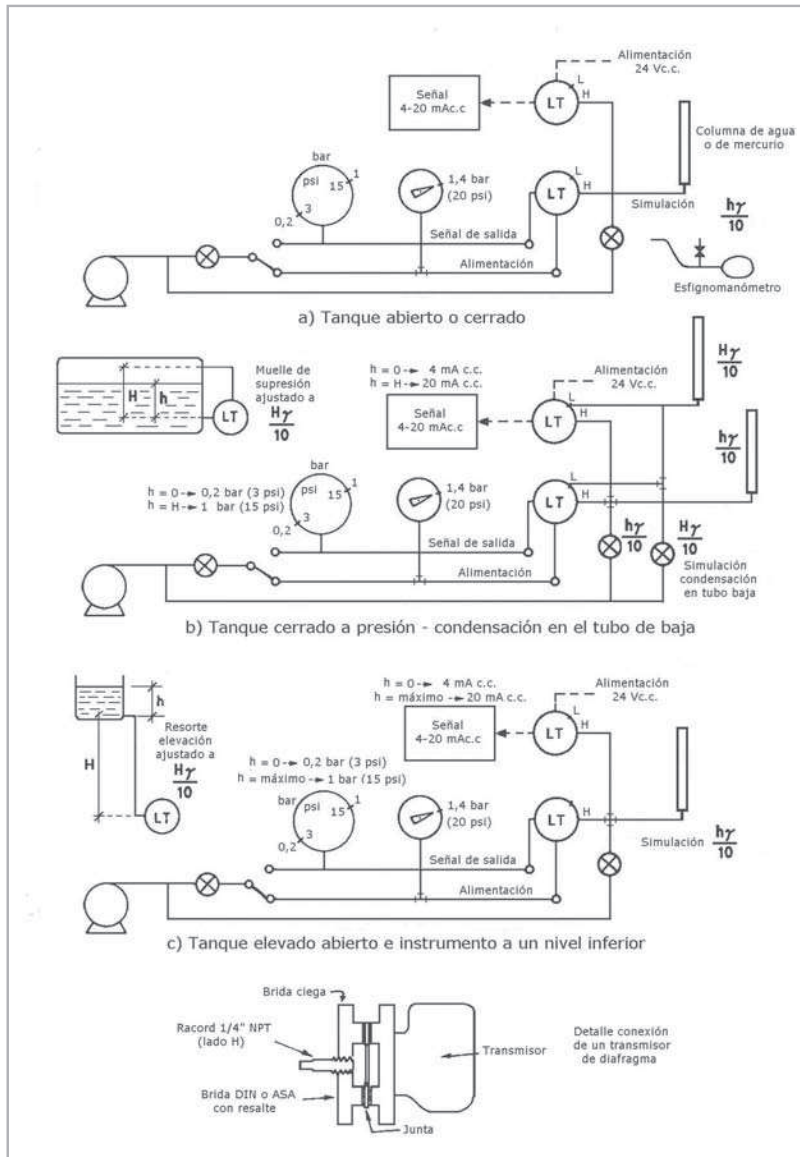 Alimentación
24 Vc.c.
Señal
4-20 mAc.c
LT
L
H
Columna de agua
o de mercurio
bar
psi
15
1
3
0,2
1,4 bar
(20 psi)
LT
L
H
Simulación
hγ
10
Señal de salida
Alimentación
Esfignomanómetro
a) Tanque abierto o cerrado
H
h
LT
Muelle de
supresión
ajustado a
Hγ
10
h = 0 → 4 mA c.c.
h = H → 20 mA c.c.
Señal
4-20 mAc.c
Alimentación
24 Vc.c.
LT
L
H
Hγ
10
hγ
10
h = 0 → 0,2 bar (3 psi)
h = H → 1 bar (15 psi)
bar
psi
15
1
3
0,2
1,4 bar
(20 psi)
LT
L
H
Señal de salida
Alimentación
hγ
10
Hγ
10
Simulación
condensación
en tubo baja
b) Tanque cerrado a presión - condensación en el tubo de baja
h
H
LT
Resorte
elevación
ajustado a
Hγ
10
h = 0 → 4 mA c.c.
h = máximo → 20 mA c.c.
Señal
4-20 mAc.c
Alimentación
24 Vc.c.
LT
L
H
h = 0 → 0,2 bar (3 psi)
h = máximo → 1 bar (15 psi)
bar
psi
15
1
3
0,2
1,4 bar
(20 psi)
LT
H
Simulación
hγ
10
Señal de salida
Alimentación
c) Tanque elevado abierto e instrumento a un nivel inferior
Brida ciega
Racord 1/4" NPT
(lado H)
Brida DIN o ASA
con resalte
Junta
Transmisor
Detalle conexión
de un transmisor
de diafragma